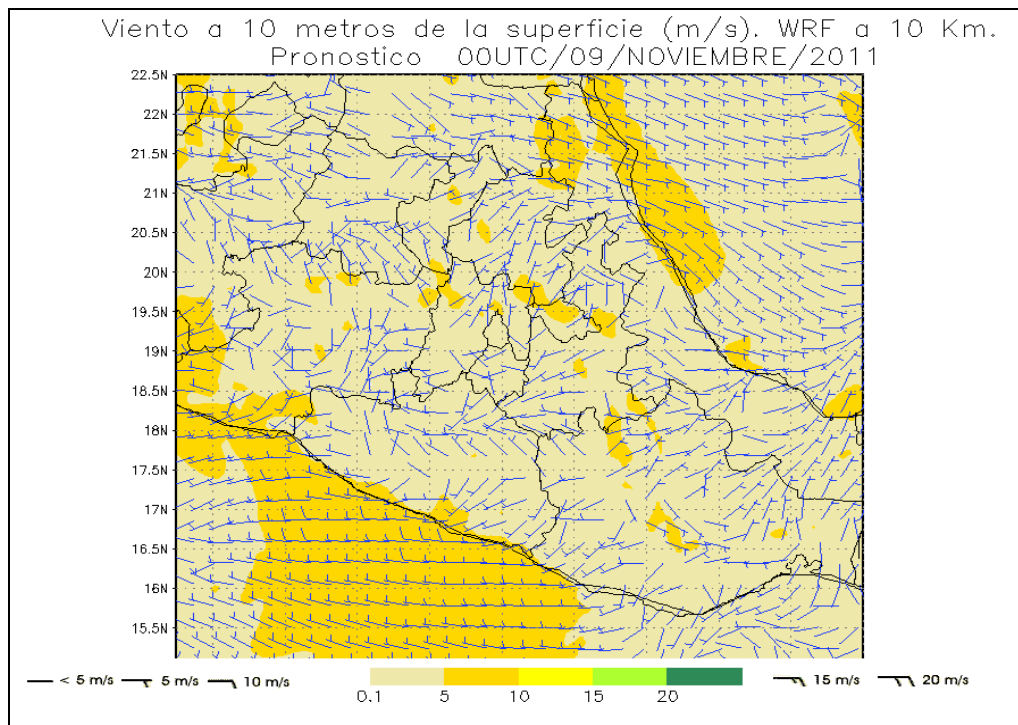 Viento a 10 metros de la superficie (m/s). WRF a 10 Km.
Pronostico 00UTC/09/NOVIEMBRE/2011
22.5N
22N
21.5N
21N
20.5N
20N
19.5N
19N
18.5N
18N
17.5N
17N
16.5N
16N
15.5N
< 5 m/s 5 m/s 10 m/s 15 m/s 20 m/s
0.1 5 10 15 20